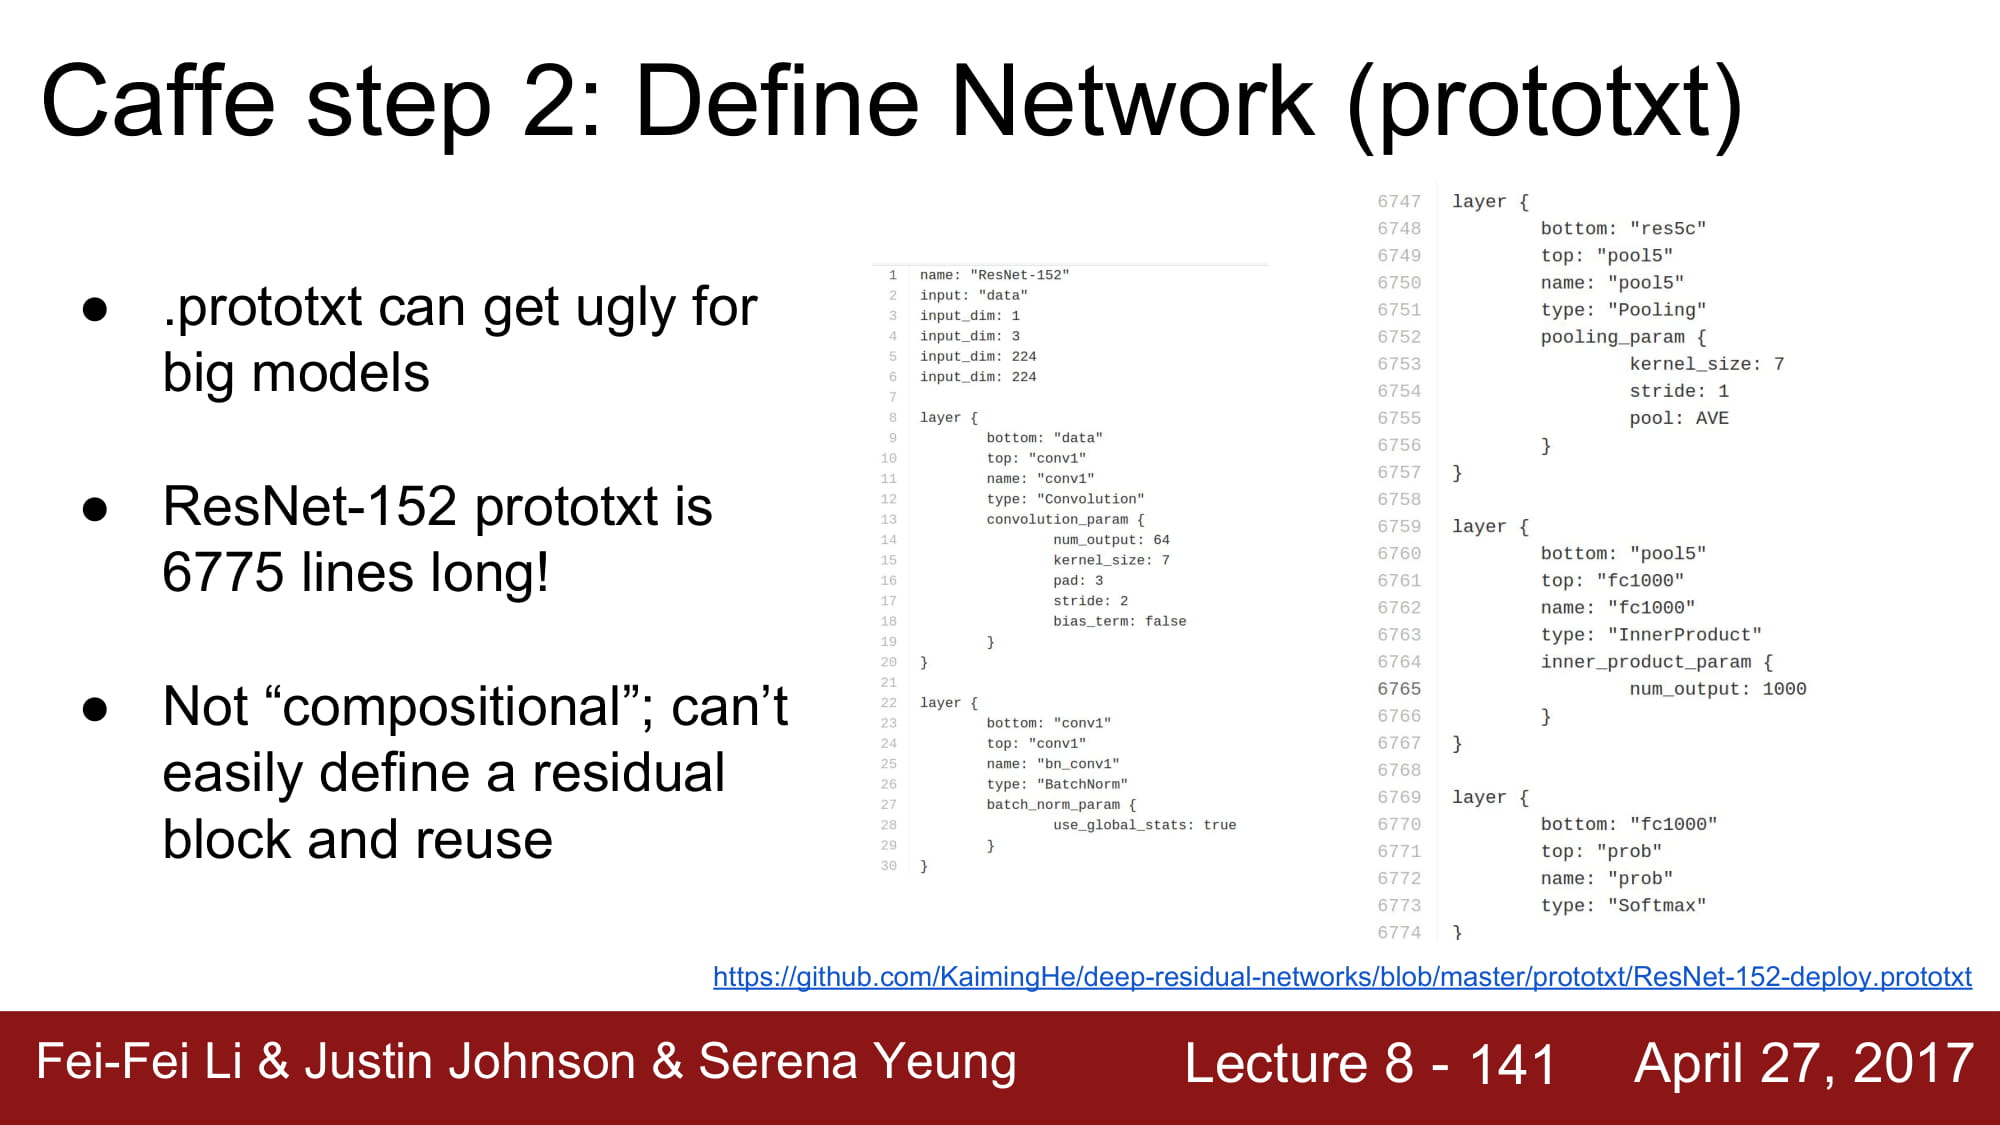 Caffe step 2: Define Network (prototxt)
● .prototxt can get ugly for
big models
● ResNet-152 prototxt is
6775 lines long!
● Not “compositional”; can’t
easily define a residual
block and reuse
1 name: "ResNet-152"
2 input: "data"
3 input_dim: 1
4 input_dim: 3
5 input_dim: 224
6 input_dim: 224
7
8 layer {
9 bottom: "data"
10 top: "conv1"
11 name: "conv1"
12 type: "Convolution"
13 convolution_param {
14 num_output: 64
15 kernel_size: 7
16 pad: 3
17 stride: 2
18 bias_term: false
19 }
20 }
21
22 layer {
23 bottom: "conv1"
24 top: "conv1"
25 name: "bn_conv1"
26 type: "BatchNorm"
27 batch_norm_param {
28 use_global_stats: true
29 }
30 }
6747 layer {
6748 bottom: "res5c"
6749 top: "pool5"
6750 name: "pool5"
6751 type: "Pooling"
6752 pooling_param {
6753 kernel_size: 7
6754 stride: 1
6755 pool: AVE
6756 }
6757 }
6758
6759 layer {
6760 bottom: "pool5"
6761 top: "fc1000"
6762 name: "fc1000"
6763 type: "InnerProduct"
6764 inner_product_param {
6765 num_output: 1000
6766 }
6767 }
6768
6769 layer {
6770 bottom: "fc1000"
6771 top: "prob"
6772 name: "prob"
6773 type: "Softmax"
6774 }
https://github.com/KaimingHe/deep-residual-networks/blob/master/prototxt/ResNet-152-deploy.prototxt
Fei-Fei Li & Justin Johnson & Serena Yeung Lecture 8 - 141 April 27, 2017